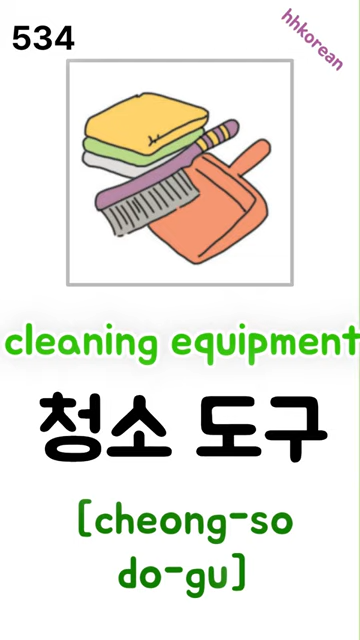 534
hhkorean
cleaning equipment
청소 도구
[cheong-so
do-gu]